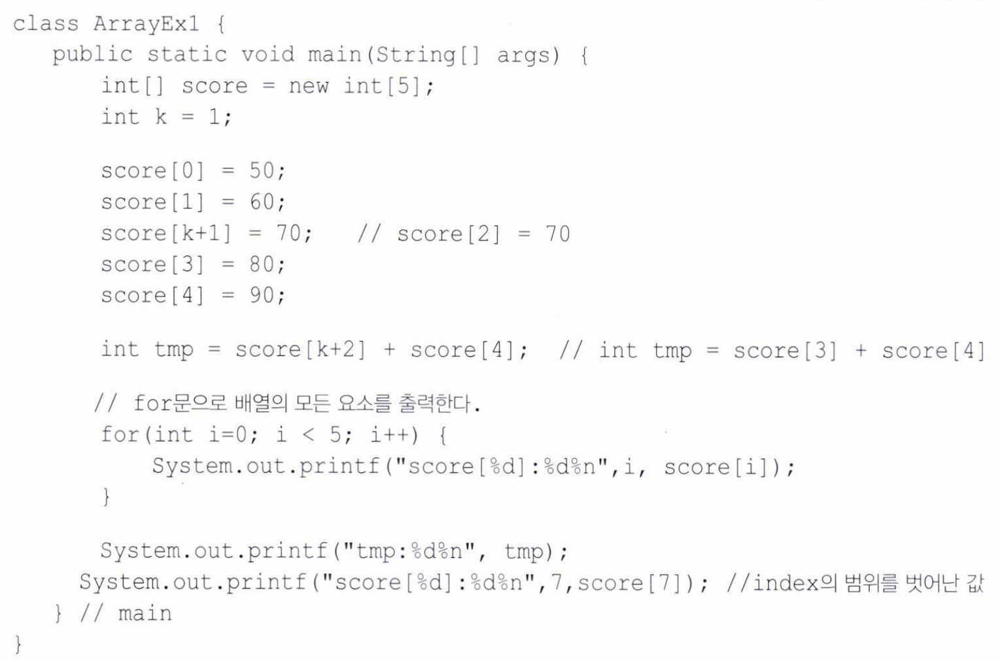 class ArrayEx1 {
public static void main(String[] args) {
int[] score = new int[5];
int k = 1;
score[0] = 50;
score[1] = 60;
score[k+1] = 70;   // score[2] = 70
score[3] = 80;
score[4] = 90;
int tmp = score[k+2] + score[4];  // int tmp = score[3] + score[4]
// for문으로 배열의 모든 요소를 출력한다.
for(int i=0; i < 5; i++) {
System.out.printf("score[%d]:%d%n",i, score[i]);
}
System.out.printf("tmp:%d%n", tmp);
System.out.printf("score[%d]:%d%n",7,score[7]); //index의 범위를 벗어난 값
} // main
}